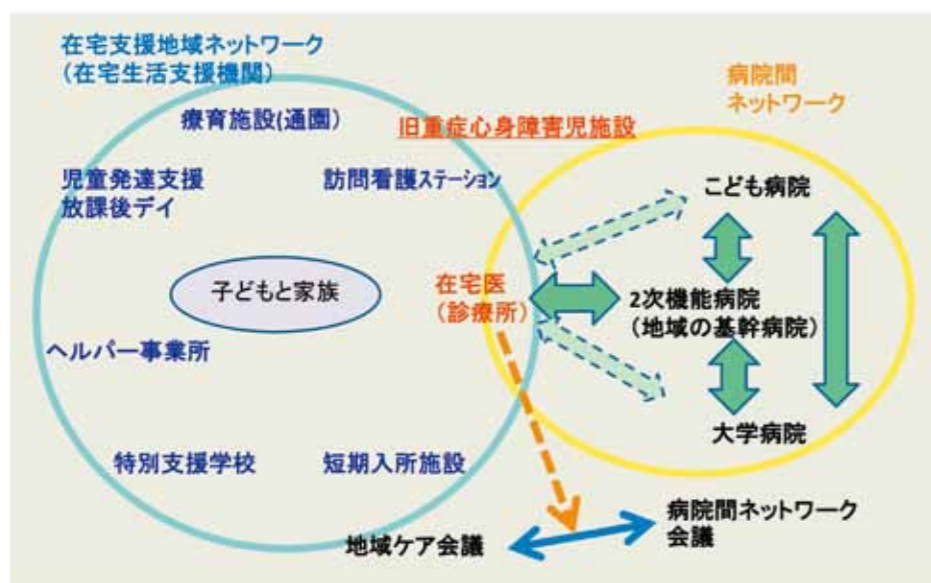 在宅支援地域ネットワーク
（在宅生活支援機関）
病院間
ネットワーク
療育施設(通園）
旧重症心身障害児施設
児童発達支援
放課後デイ
訪問看護ステーション
こども病院
子どもと家族
在宅医
（診療所）
2次機能病院
（地域の基幹病院）
ヘルパー事業所
大学病院
特別支援学校
短期入所施設
病院間ネットワーク
会議
地域ケア会議